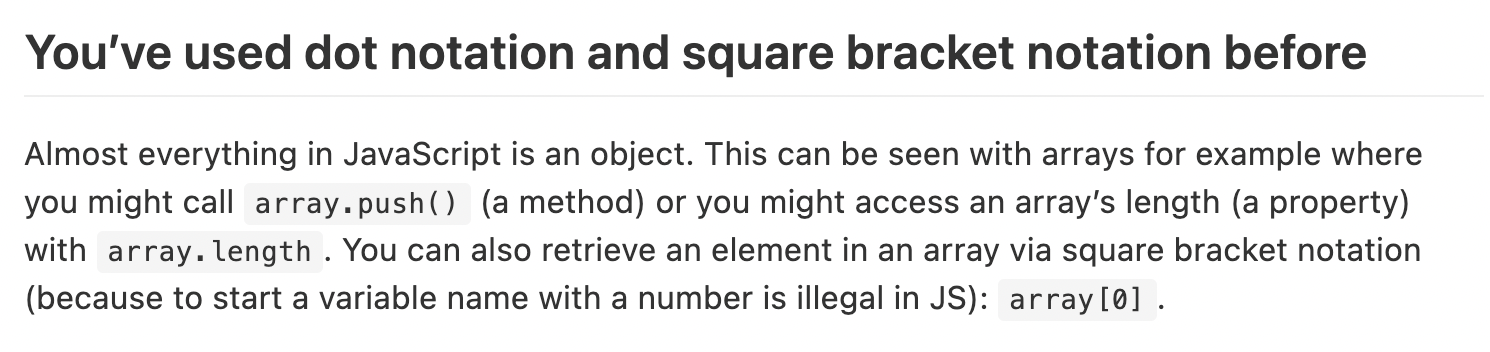 You’ve used dot notation and square bracket notation before
Almost everything in JavaScript is an object. This can be seen with arrays for example where
you might call array.push() (a method) or you might access an array’s length (a property)
with array.length . You can also retrieve an element in an array via square bracket notation
(because to start a variable name with a number is illegal in JS): array[0] .